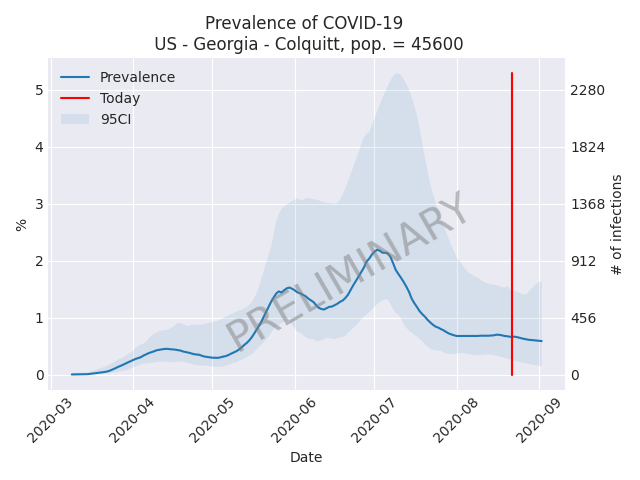 Prevalence of COVID-19
US - Georgia - Colquitt, pop. = 45600
Prevalence
Today
95CI
PRELIMINARY
%
5
4
3
2
1
0
2280
1824
1368
912
456
0
# of infections
2020-03
2020-04
2020-05
2020-06
2020-07
2020-08
2020-09
Date